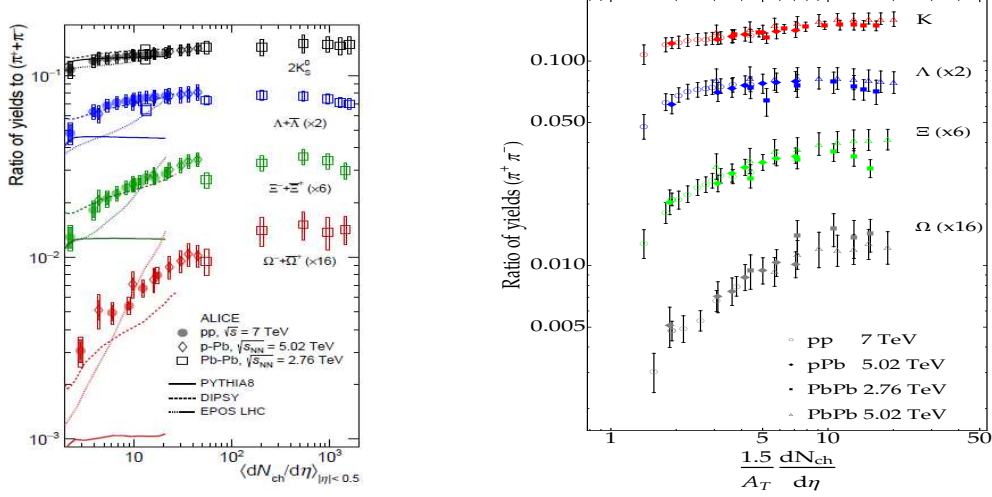 Ratio of yields to (π⁺+π⁻)
10⁻¹
10⁻²
10⁻³
2K⁰S
Λ+Λ̅ (×2)
Ξ⁻+Ξ̅⁺ (×6)
Ω⁻+Ω̅⁺ (×16)
ALICE
pp, √s = 7 TeV
p-Pb, √sNN = 5.02 TeV
Pb-Pb, √sNN = 2.76 TeV
PYTHIA8
DIPSY
EPOS LHC
10
10²
10³
⟨dNch/dη⟩|η|< 0.5
Ratio of yields (π⁺ π⁻)
0.100
0.050
0.010
0.005
K
Λ (x2)
Ξ (x6)
Ω (x16)
pp 7 TeV
pPb 5.02 TeV
PbPb 2.76 TeV
PbPb 5.02 TeV
1
5
10
50
1.5 dNch
AT dη